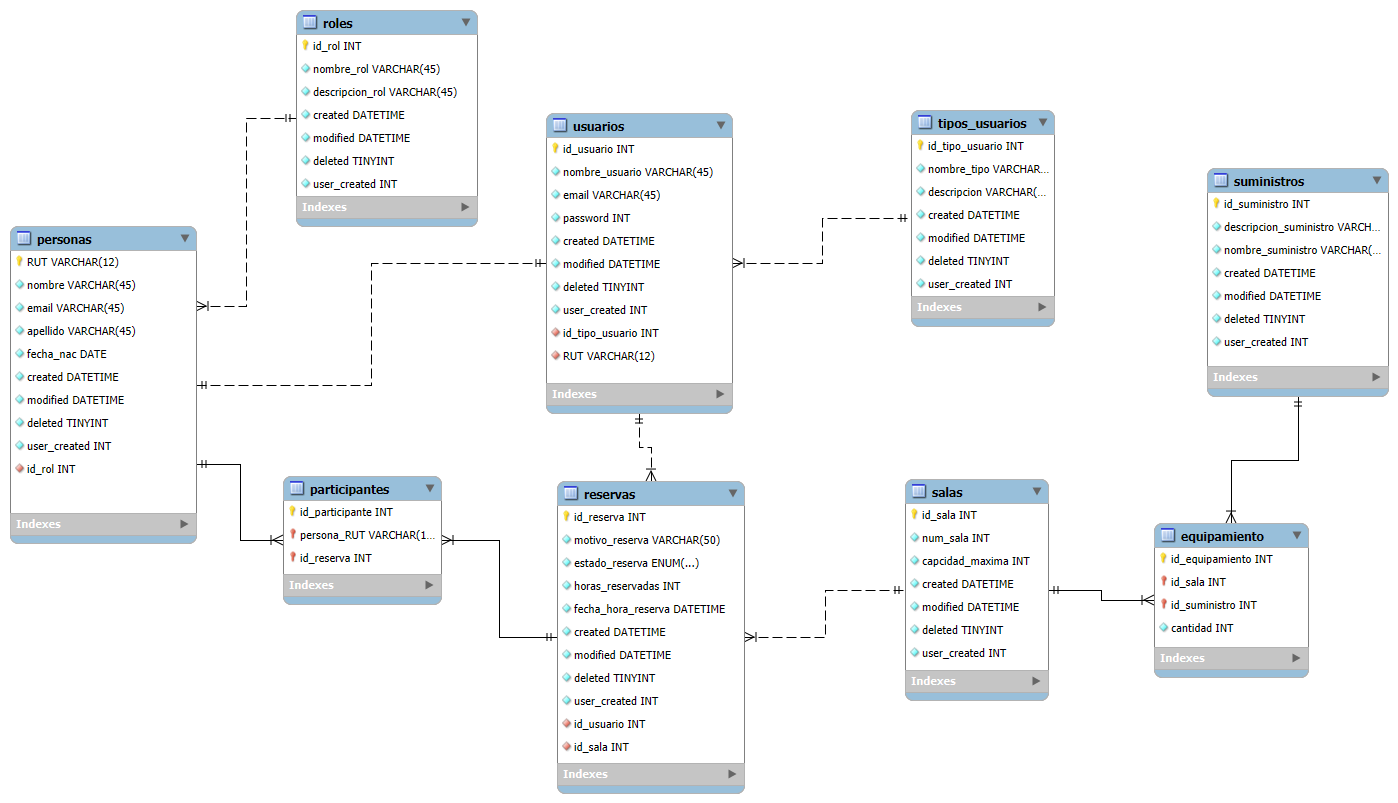 roles
id_rol INT
nombre_rol VARCHAR(45)
descripcion_rol VARCHAR(45)
created DATETIME
modified DATETIME
deleted TINYINT
user_created INT
Indexes
usuarios
id_usuario INT
nombre_usuario VARCHAR(45)
email VARCHAR(45)
password INT
created DATETIME
modified DATETIME
deleted TINYINT
user_created INT
id_tipo_usuario INT
RUT VARCHAR(12)
Indexes
tipos_usuarios
id_tipo_usuario INT
nombre_tipo VARCHAR...
descripcion VARCHAR(...
created DATETIME
modified DATETIME
deleted TINYINT
user_created INT
Indexes
suministros
id_suministro INT
descripcion_suministro VARCH...
nombre_suministro VARCHAR(...
created DATETIME
modified DATETIME
deleted TINYINT
user_created INT
Indexes
personas
RUT VARCHAR(12)
nombre VARCHAR(45)
email VARCHAR(45)
apellido VARCHAR(45)
fecha_nac DATE
created DATETIME
modified DATETIME
deleted TINYINT
user_created INT
id_rol INT
Indexes
participantes
id_participante INT
persona_RUT VARCHAR(1...
id_reserva INT
Indexes
reservas
id_reserva INT
motivo_reserva VARCHAR(50)
estado_reserva ENUM(...)
horas_reservadas INT
fecha_hora_reserva DATETIME
created DATETIME
modified DATETIME
deleted TINYINT
user_created INT
id_usuario INT
id_sala INT
Indexes
salas
id_sala INT
num_sala INT
capcidad_maxima INT
created DATETIME
modified DATETIME
deleted TINYINT
user_created INT
Indexes
equipamiento
id_equipamiento INT
id_sala INT
id_suministro INT
cantidad INT
Indexes